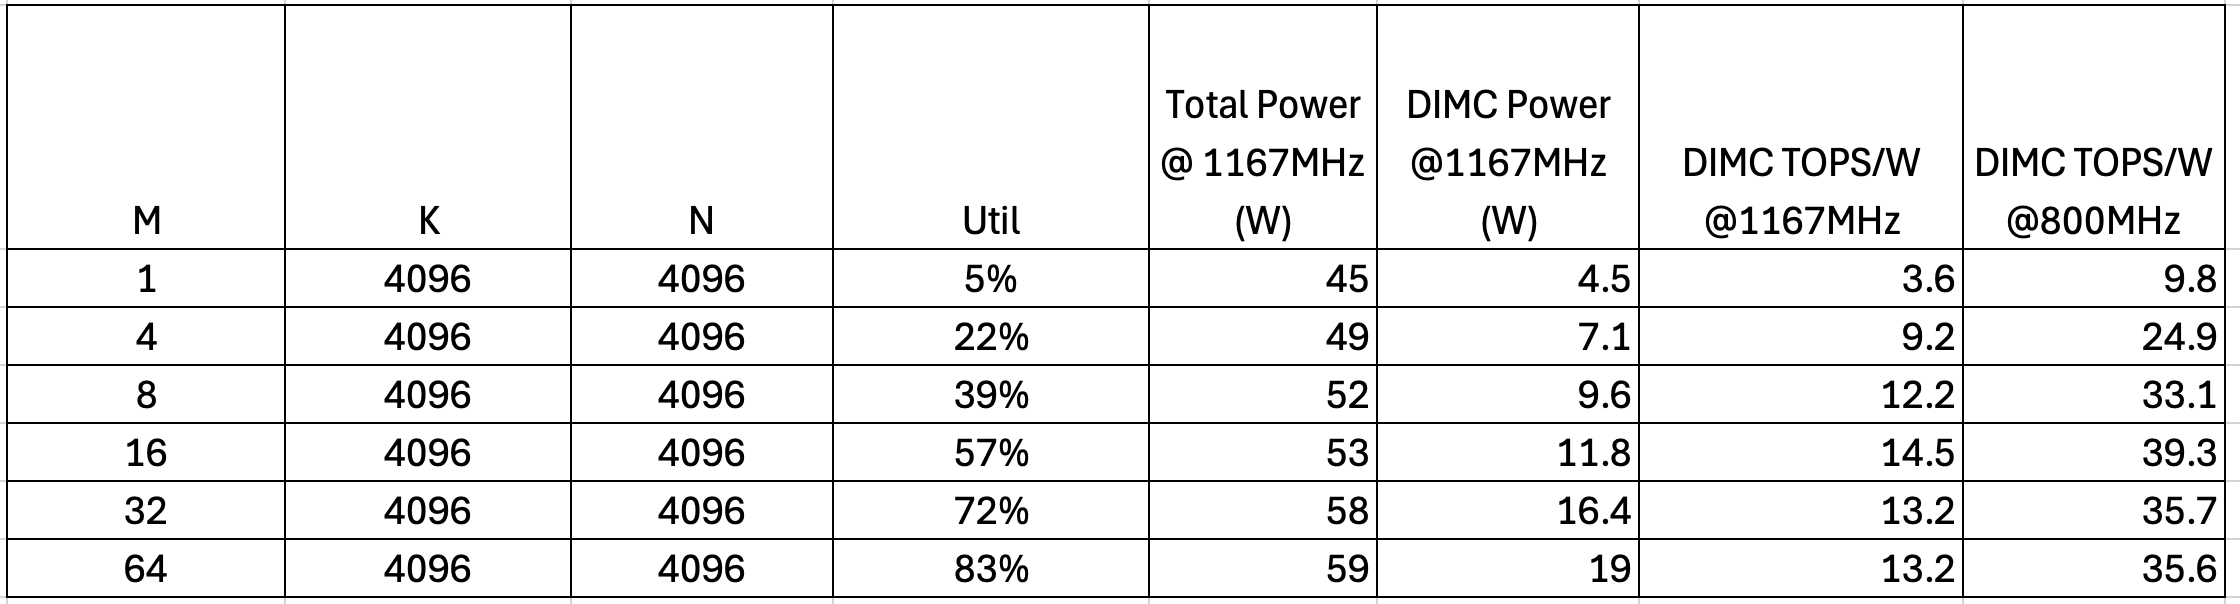 M K N Util Total Power @ 1167MHz (W) DIMC Power @1167MHz (W) DIMC TOPS/W @1167MHz DIMC TOPS/W @800MHz
1 4096 4096 5% 45 4.5 3.6 9.8
4 4096 4096 22% 49 7.1 9.2 24.9
8 4096 4096 39% 52 9.6 12.2 33.1
16 4096 4096 57% 53 11.8 14.5 39.3
32 4096 4096 72% 58 16.4 13.2 35.7
64 4096 4096 83% 59 19 13.2 35.6